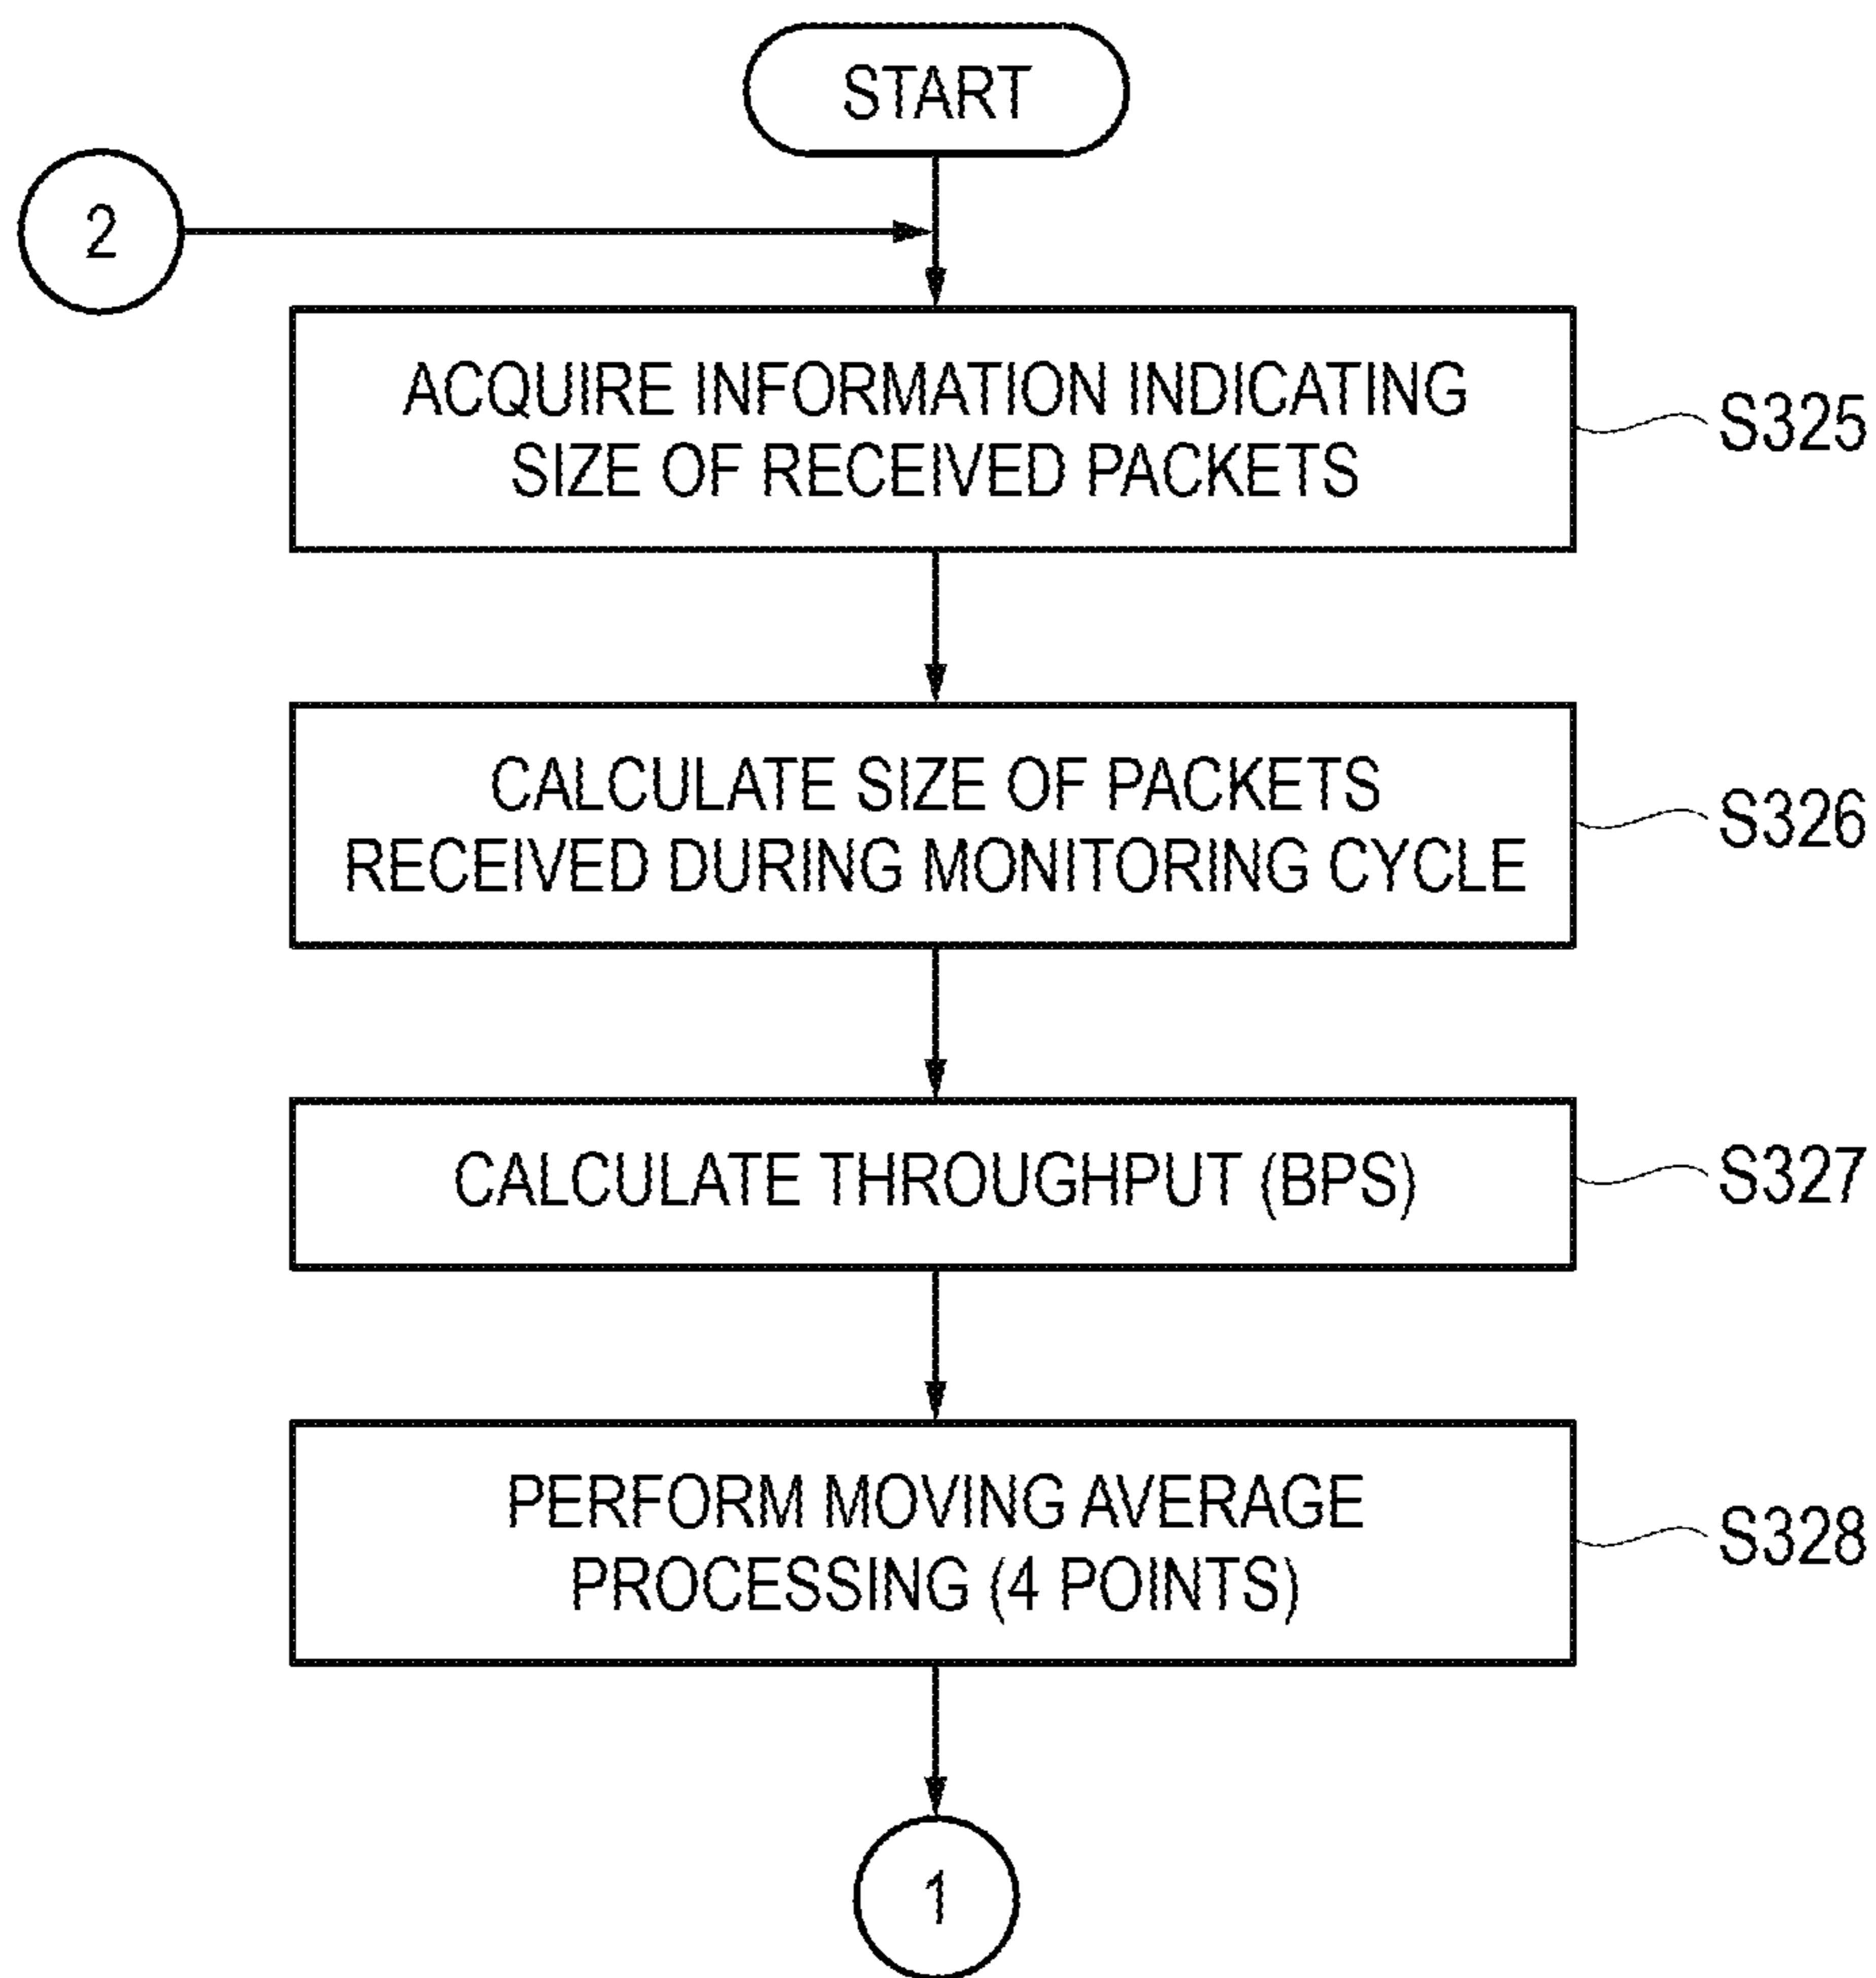 START
2
ACQUIRE INFORMATION INDICATING
SIZE OF RECEIVED PACKETS
S325
CALCULATE SIZE OF PACKETS
RECEIVED DURING MONITORING CYCLE
S326
CALCULATE THROUGHPUT (BPS)
S327
PERFORM MOVING AVERAGE
PROCESSING (4 POINTS)
S328
1